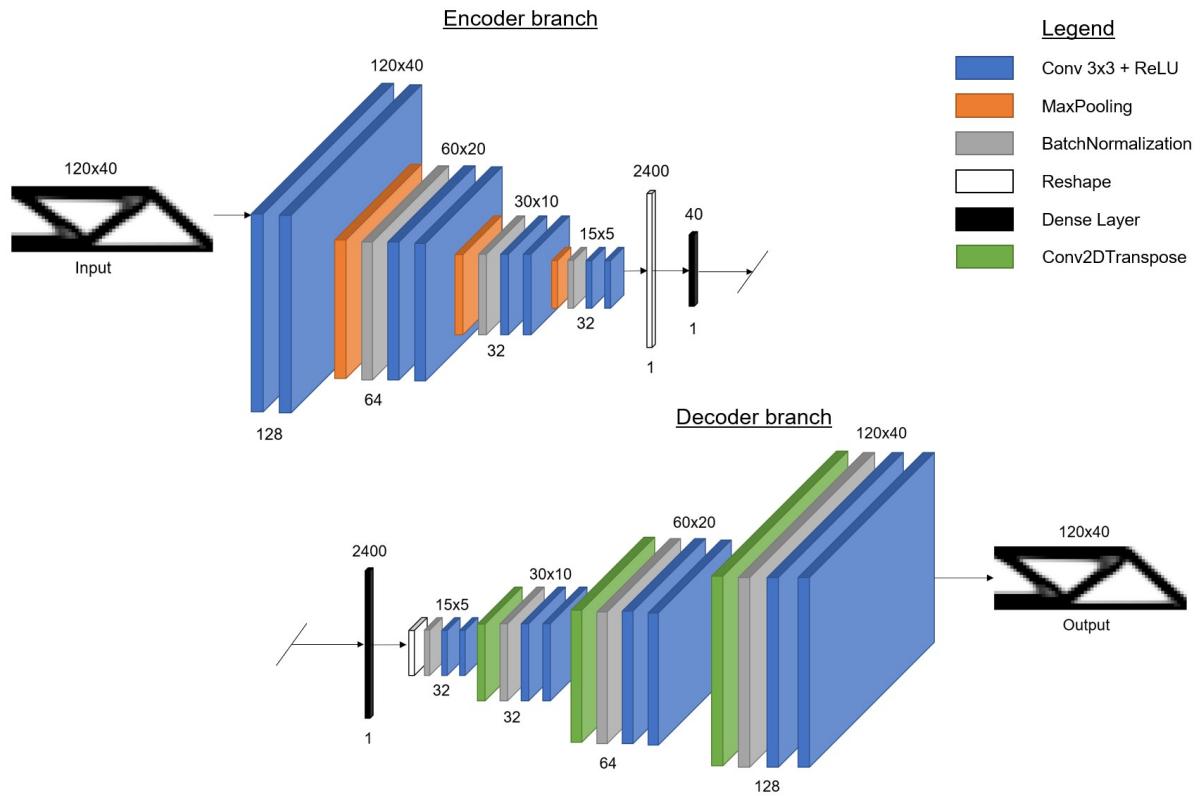 Encoder branch
120x40
Input
120x40
128
60x20
64
30x10
32
15x5
32
2400
1
40
1
Legend
Conv 3x3 + ReLU
MaxPooling
BatchNormalization
Reshape
Dense Layer
Conv2DTranspose
Decoder branch
2400
1
15x5
32
30x10
32
60x20
64
120x40
128
120x40
Output